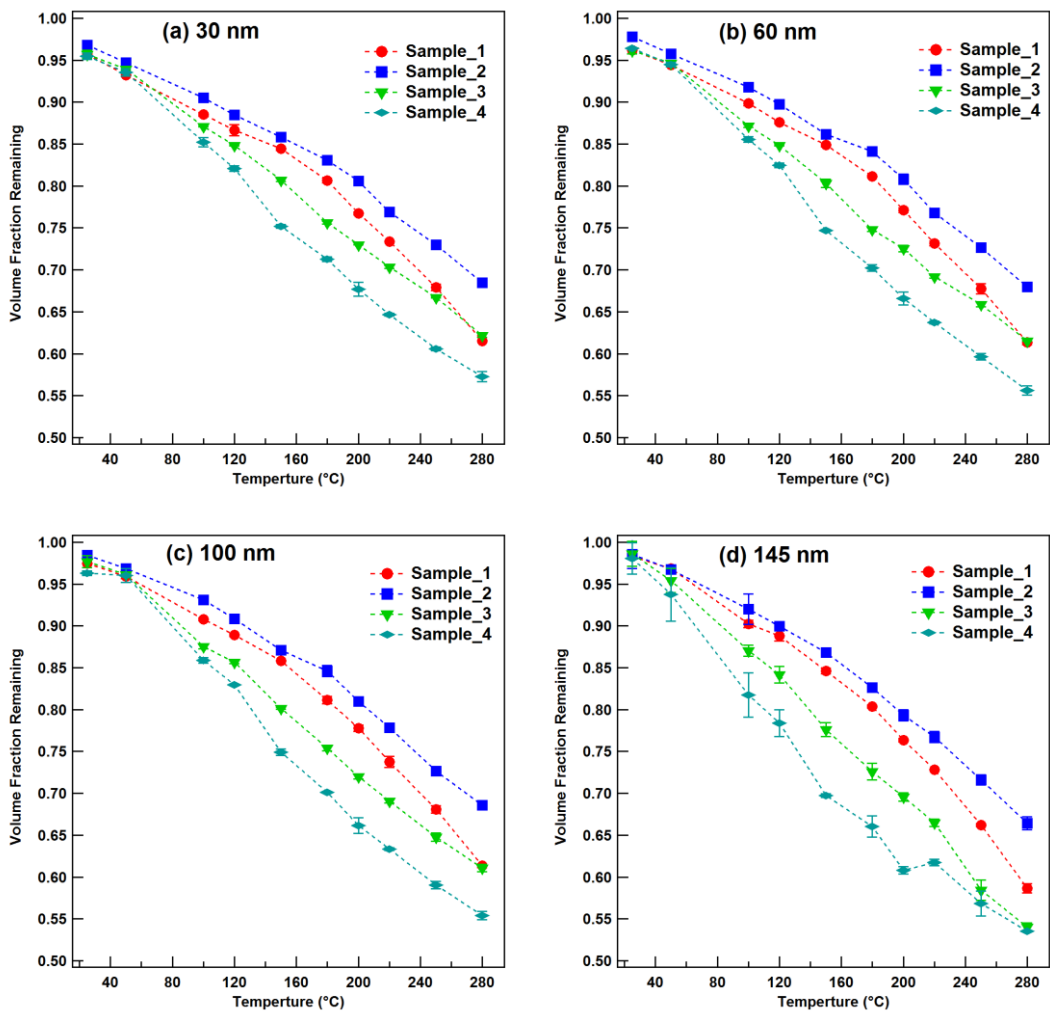 (a) 30 nm
Sample_1
Sample_2
Sample_3
Sample_4
1.00
0.95
0.90
0.85
0.80
0.75
0.70
0.65
0.60
0.55
0.50
Volume Fraction Remaining
40 80 120 160 200 240 280
Temperture (°C)
(b) 60 nm
Sample_1
Sample_2
Sample_3
Sample_4
1.00
0.95
0.90
0.85
0.80
0.75
0.70
0.65
0.60
0.55
0.50
Volume Fraction Remaining
40 80 120 160 200 240 280
Temperture (°C)
(c) 100 nm
Sample_1
Sample_2
Sample_3
Sample_4
1.00
0.95
0.90
0.85
0.80
0.75
0.70
0.65
0.60
0.55
0.50
Volume Fraction Remaining
40 80 120 160 200 240 280
Temperture (°C)
(d) 145 nm
Sample_1
Sample_2
Sample_3
Sample_4
1.00
0.95
0.90
0.85
0.80
0.75
0.70
0.65
0.60
0.55
0.50
Volume Fraction Remaining
40 80 120 160 200 240 280
Temperture (°C)